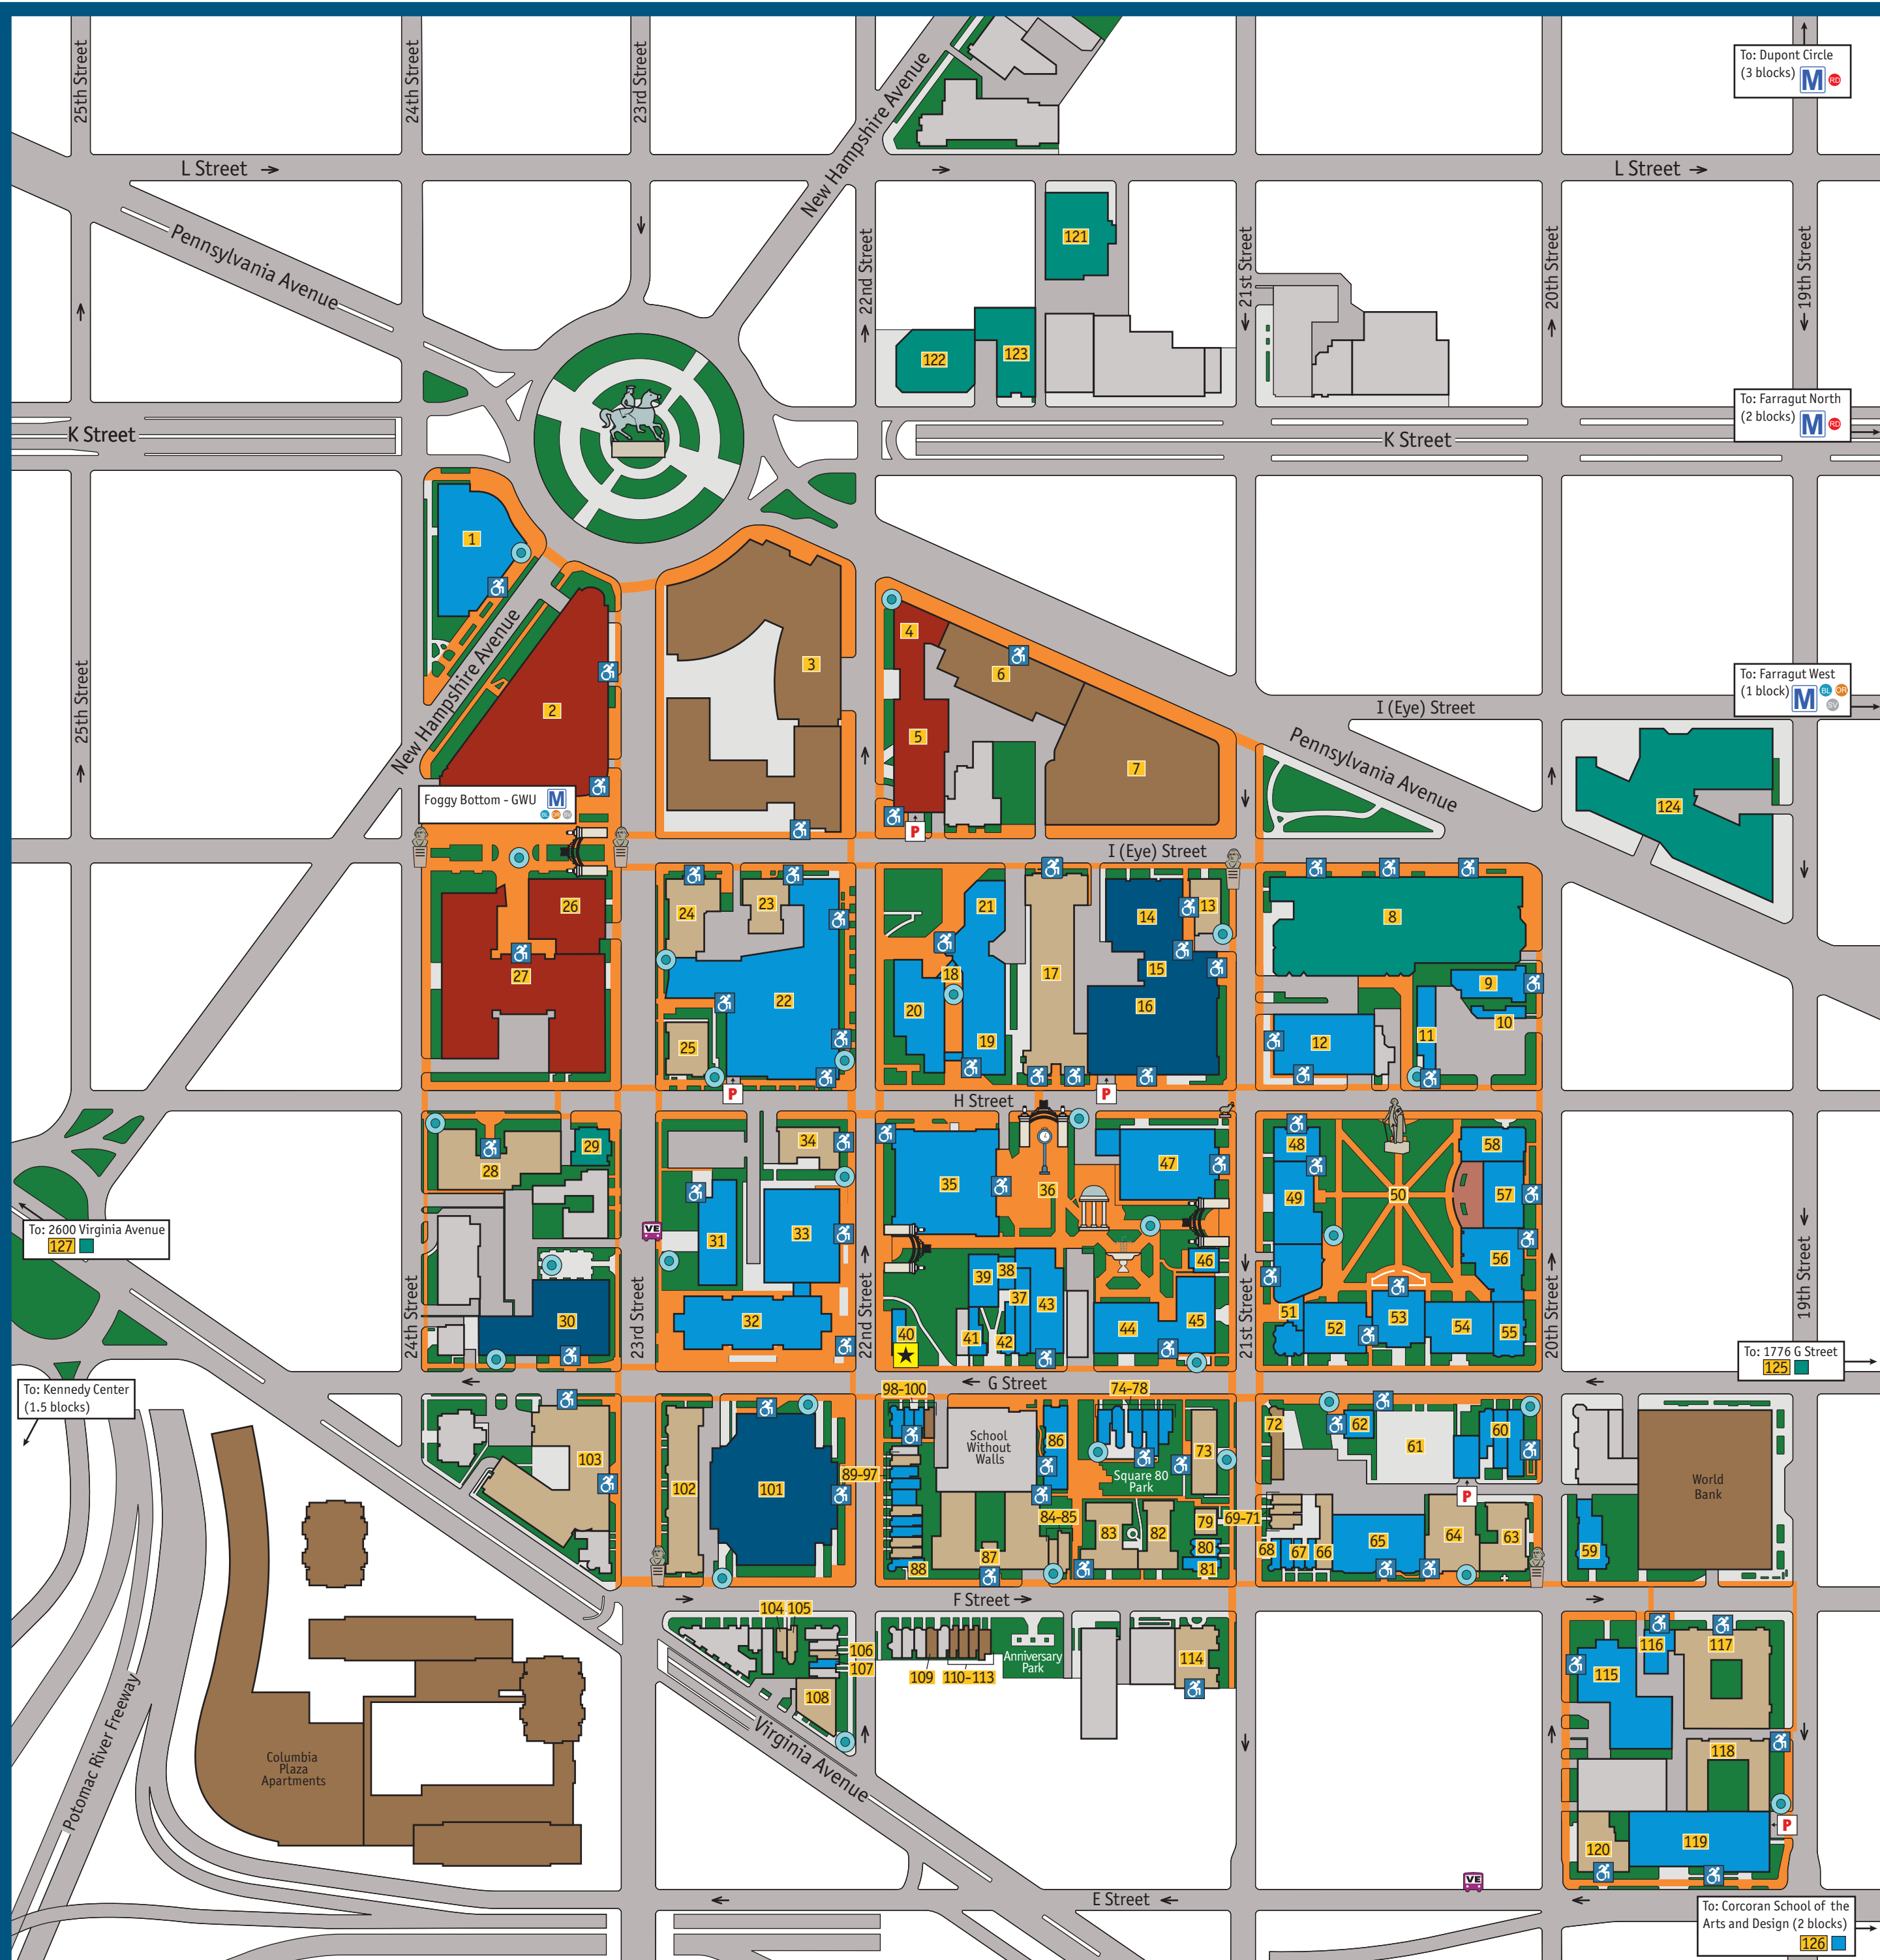 25th Street
24th Street
23rd Street
New Hampshire Avenue
To: Dupont Circle
(3 blocks) M RD
L Street
L Street
Pennsylvania Avenue
22nd Street
21st Street
20th Street
19th Street
121
122
123
K Street
K Street
To: Farragut North
(2 blocks) M RD
1
2
3
4
5
6
7
New Hampshire Avenue
25th Street
To: Farragut West
(1 block) M BL OR SV
I (Eye) Street
Pennsylvania Avenue
124
Foggy Bottom - GWU M
BL OR SV
P
I (Eye) Street
26
27
24
23
22
25
21
18
20
19
17
14
13
15
16
8
9
10
11
12
P
P
H Street
28
29
34
31
33
32
30
VE
35
36
47
46
39
38
37
43
41
42
40
44
45
48
49
50
58
57
56
51
52
53
54
55
To: 2600 Virginia Avenue
127
24th Street
23rd Street
22nd Street
21st Street
20th Street
19th Street
To: 1776 G Street
125
To: Kennedy Center
(1.5 blocks)
G Street
98-100
74-78
School
Without
Walls
86
73
Square 80
Park
72
62
61
60
P
World
Bank
103
102
101
89-97
84-85
83
82
79
69-71
80
81
87
88
68
67
66
65
64
63
59
F Street
104
105
106
107
108
109
110-113
Anniversary
Park
114
116
117
115
118
119
120
P
Virginia Avenue
Columbia
Plaza
Apartments
Potomac River Freeway
VE
E Street
To: Corcoran School of the
Arts and Design (2 blocks)
126